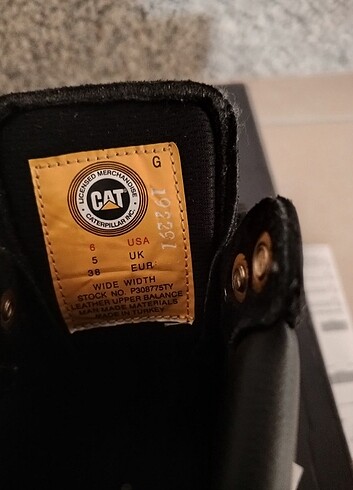 G
LICENSED MERCHANDISE
CAT
CATERPILLAR INC.
6 USA
5 UK
36 EUR
WIDE WIDTH
STOCK NO. P308775TY
LEATHER UPPER BALANCE
MAN MADE MATERIALS
MADE IN TURKEY